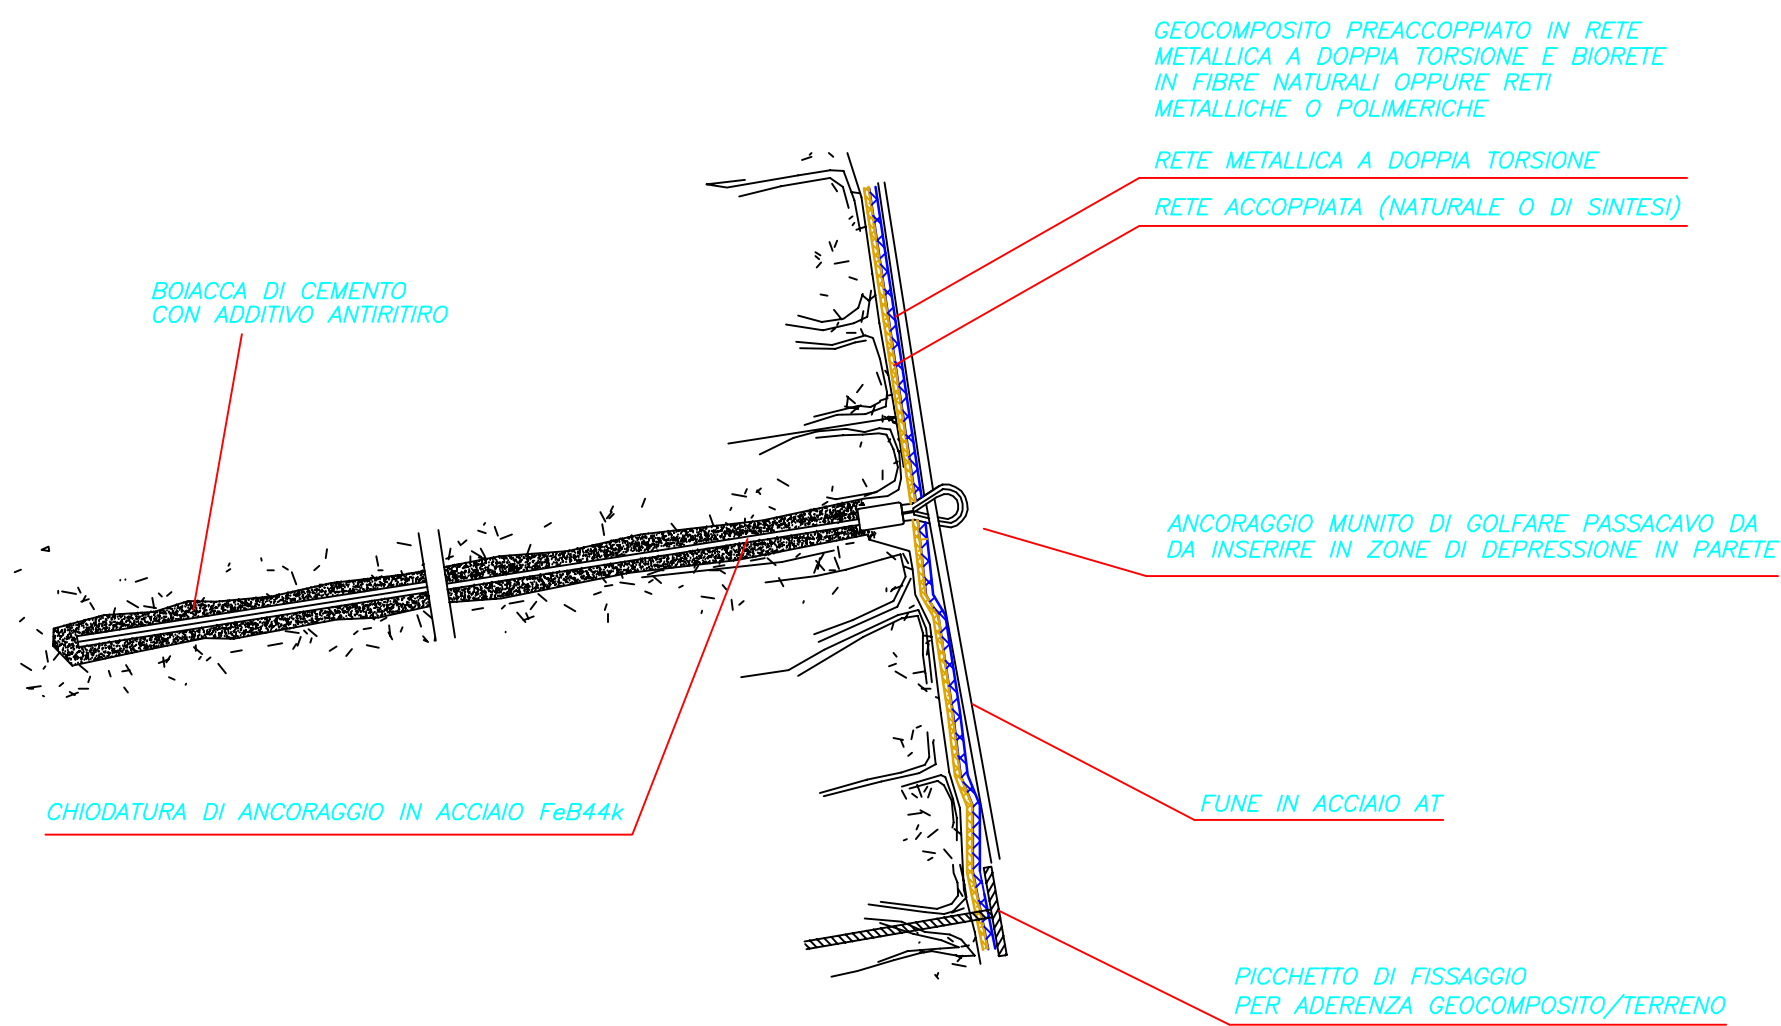 GEOCOMPOSITO PREACCOPPIATO IN RETE
METALLICA A DOPPIA TORSIONE E BIORETE
IN FIBRE NATURALI OPPURE RETI
METALLICHE O POLIMERICHE
RETE METALLICA A DOPPIA TORSIONE
RETE ACCOPPIATA (NATURALE O DI SINTESI)
BOIACCA DI CEMENTO
CON ADDITIVO ANTIRITIRO
ANCORAGGIO MUNITO DI GOLFARE PASSACAVO DA
DA INSERIRE IN ZONE DI DEPRESSIONE IN PARETE
CHIODATURA DI ANCORAGGIO IN ACCIAIO FeB44k
FUNE IN ACCIAIO AT
PICCHETTO DI FISSAGGIO
PER ADERENZA GEOCOMPOSITO/TERRENO